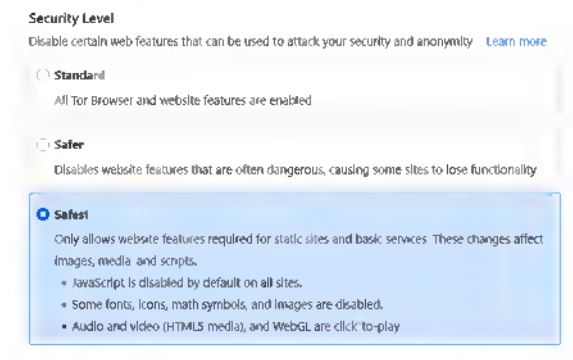 Security Level
Disable certain web features that can be used to attack your security and anonymity Learn more
Standard
All Tor Browser and website features are enabled
Safer
Disables website features that are often dangerous, causing some sites to lose functionality
Safest
Only allows website features required for static sites and basic services These changes affect
images, media and scripts.
• JavaScript is disabled by default on all sites.
• Some fonts, icons, math symbols, and images are disabled.
• Audio and video (HTML5 media), and WebGL are click-to-play